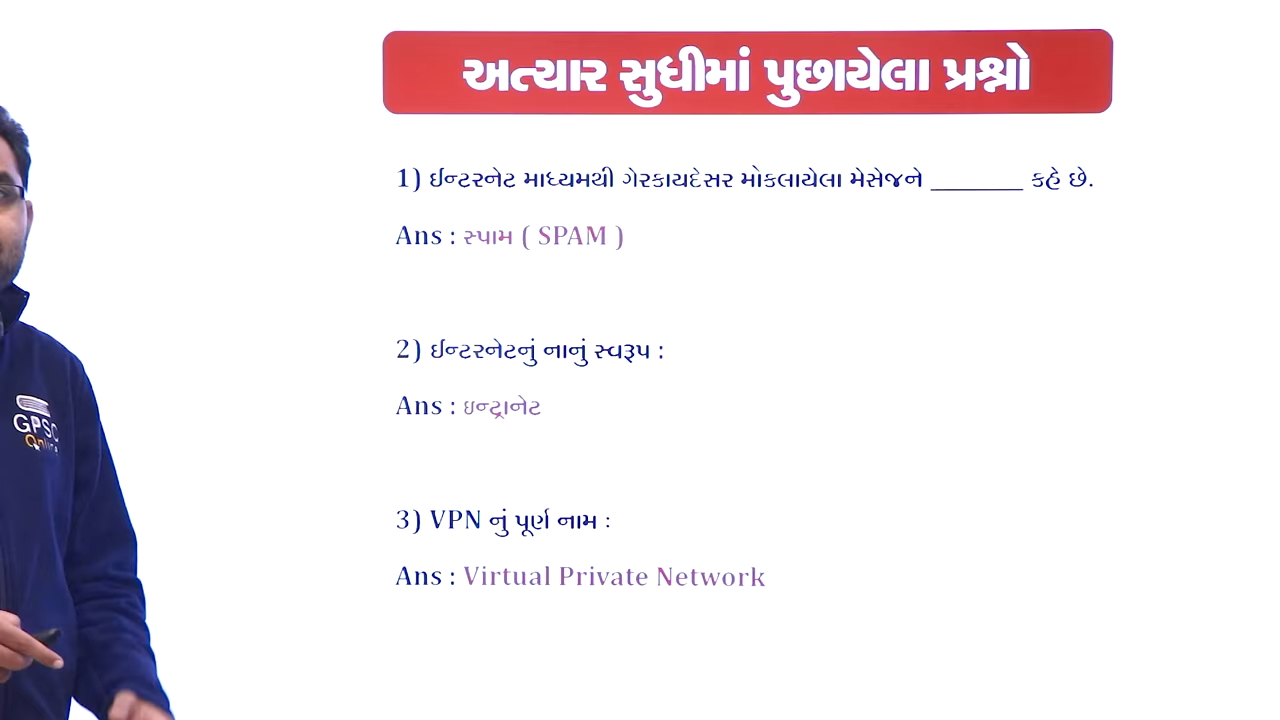 અત્યાર સુધીમાં પુછાયેલા પ્રશ્નો
1) ઈન્ટરનેટ માધ્યમથી ગેરકાયદેસર મોકલાયેલા મેસેજને ________ કહે છે.
Ans : સ્પામ ( SPAM )
2) ઈન્ટરનેટનું નાનું સ્વરૂપ :
Ans : ઇન્ટ્રાનેટ
3) VPN નું પૂર્ણ નામ :
Ans : Virtual Private Network
GPSC
Online